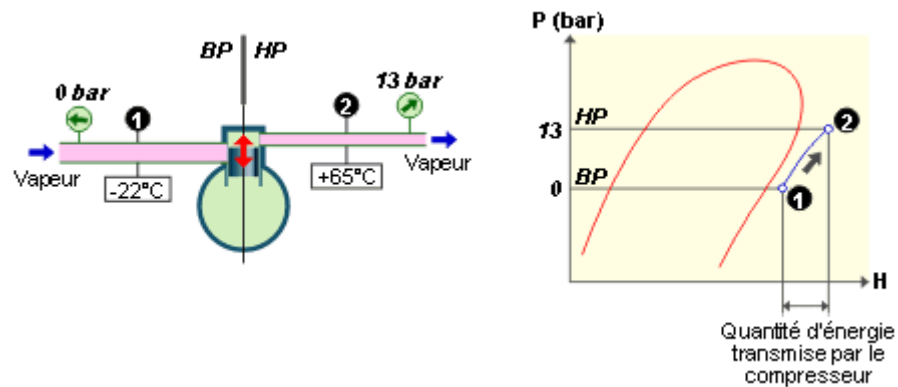 BP HP
0 bar
1
2
13 bar
Vapeur
-22°C
+65°C
Vapeur
P (bar)
HP
13
2
BP
0
1
H
Quantité d'énergie
transmise par le
compresseur